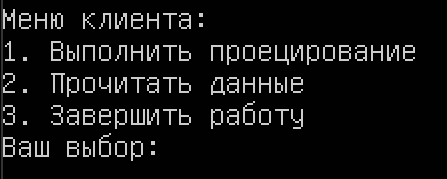 Меню клиента:
1. Выполнить проецирование
2. Прочитать данные
3. Завершить работу
Ваш выбор: